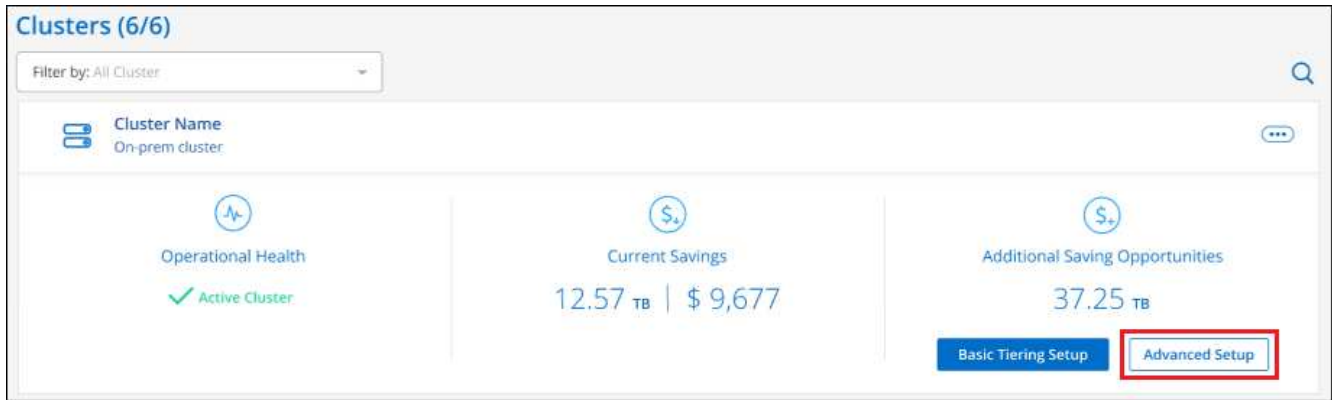 Clusters (6/6)
Filter by: All Cluster
Cluster Name
On-prem cluster
Operational Health
Active Cluster
Current Savings
12.57 TB | $ 9,677
Additional Saving Opportunities
37.25 TB
Basic Tiering Setup
Advanced Setup